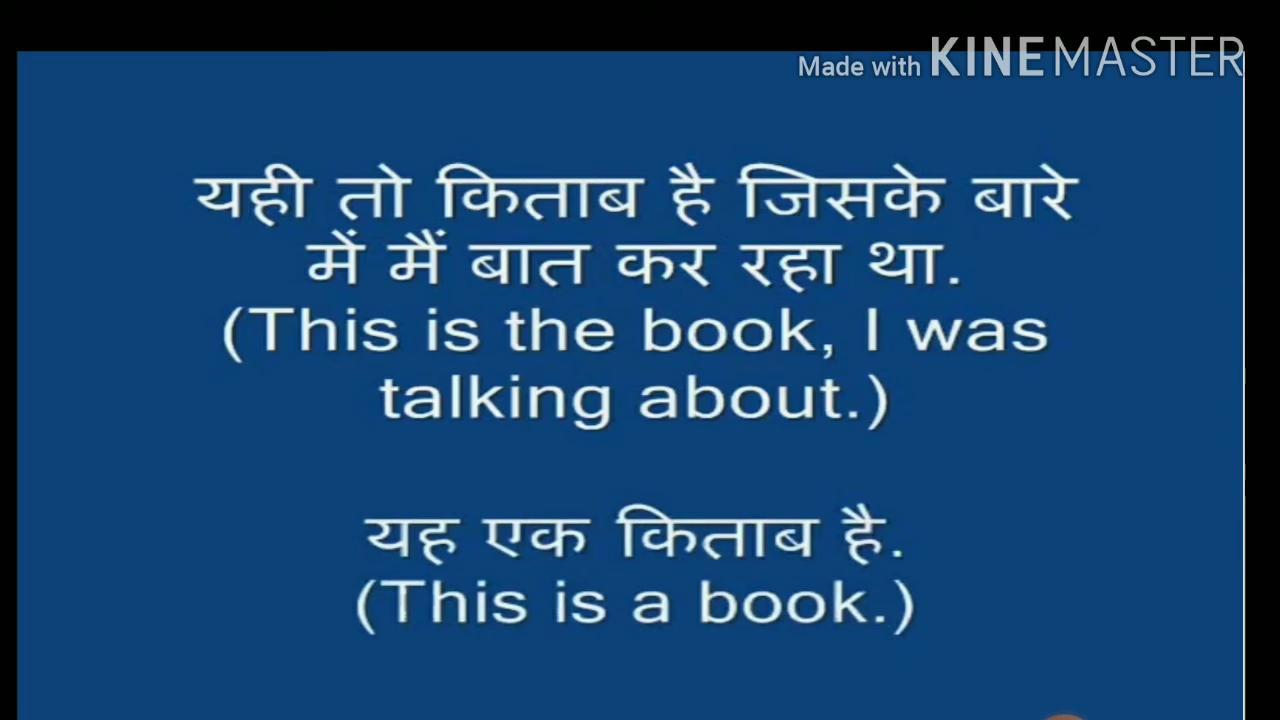 Made with KINEMASTER
यही तो किताब है जिसके बारे
में मैं बात कर रहा था.
(This is the book, I was
talking about.)
यह एक किताब है.
(This is a book.)